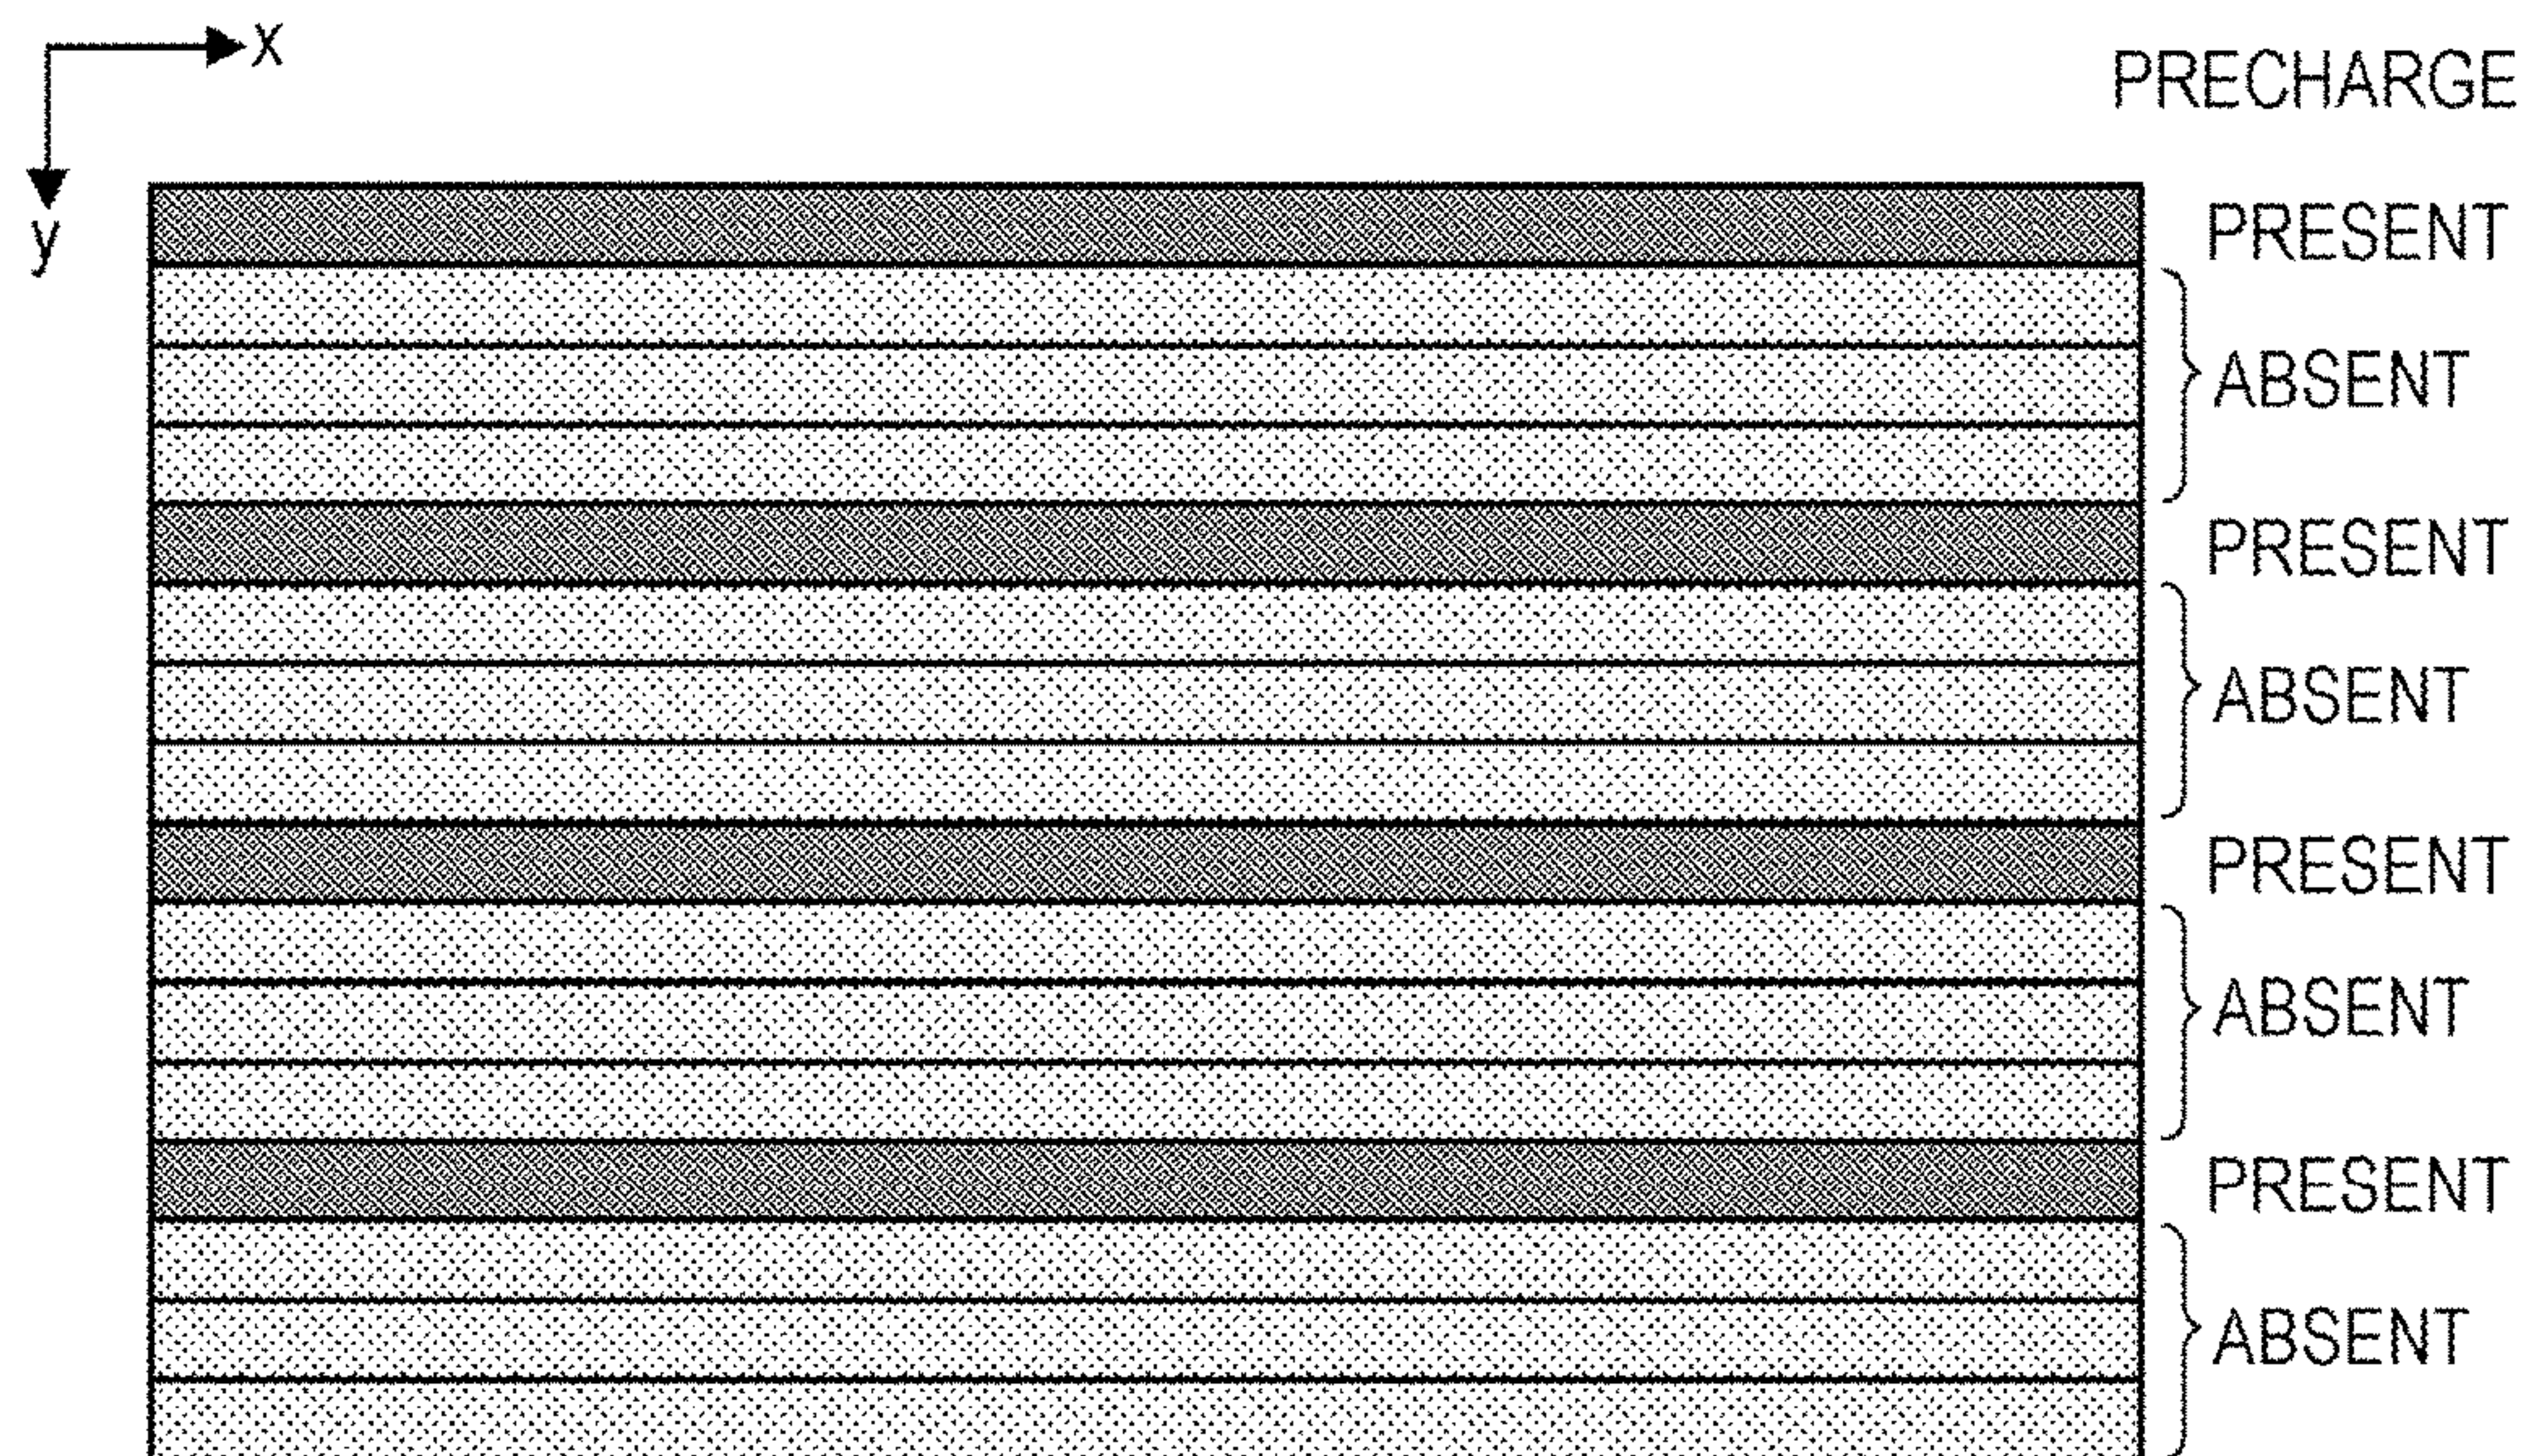 x
PRECHARGE
y
PRESENT
ABSENT
PRESENT
ABSENT
PRESENT
ABSENT
PRESENT
ABSENT